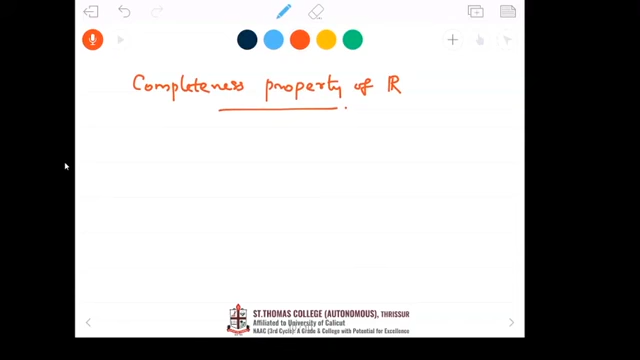 Completeness property of ℝ
ST.THOMAS COLLEGE (AUTONOMOUS), THRISSUR
Affiliated to University of Calicut
NAAC (3rd Cycle): A Grade & College with Potential for Excellence